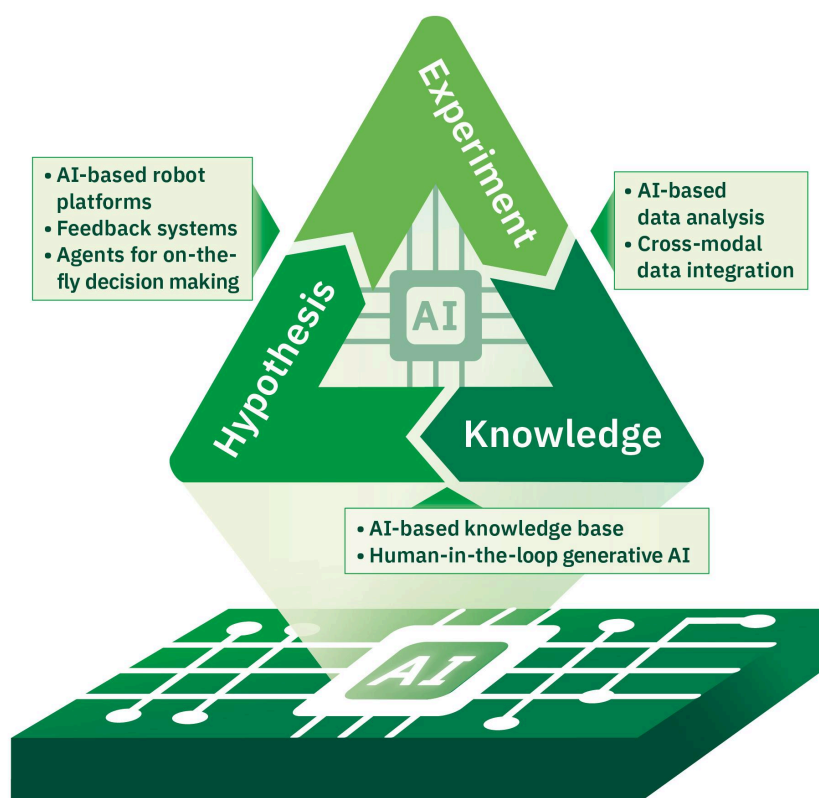 Experiment
• AI-based robot
platforms
• Feedback systems
• Agents for on-the-
fly decision making
• AI-based
data analysis
• Cross-modal
data integration
AI
Hypothesis
Knowledge
• AI-based knowledge base
• Human-in-the-loop generative AI
AI